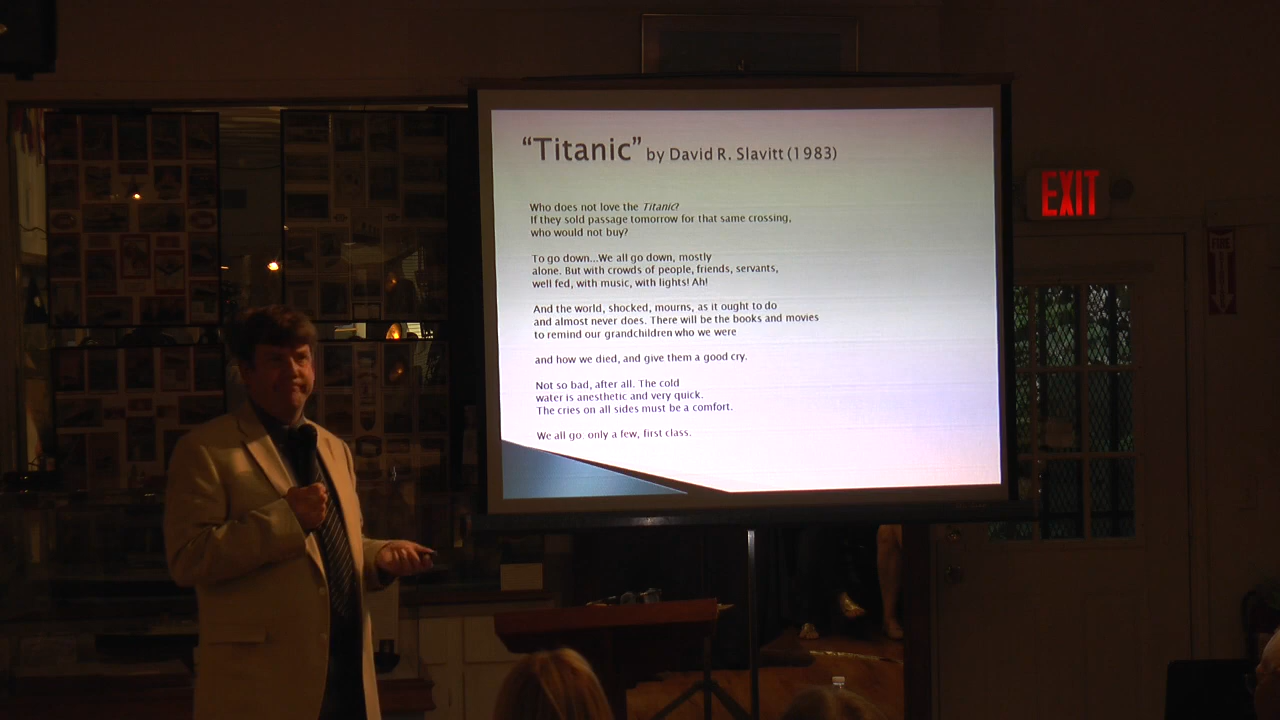 “Titanic” by David R. Slavitt (1983)
Who does not love the Titanic?
If they sold passage tomorrow for that same crossing,
who would not buy?
To go down...We all go down, mostly
alone. But with crowds of people, friends, servants,
well fed, with music, with lights! Ah!
And the world, shocked, mourns, as it ought to do
and almost never does. There will be the books and movies
to remind our grandchildren who we were
and how we died, and give them a good cry.
Not so bad, after all. The cold
water is anesthetic and very quick.
The cries on all sides must be a comfort.
We all go: only a few, first class.
EXIT
FIRE